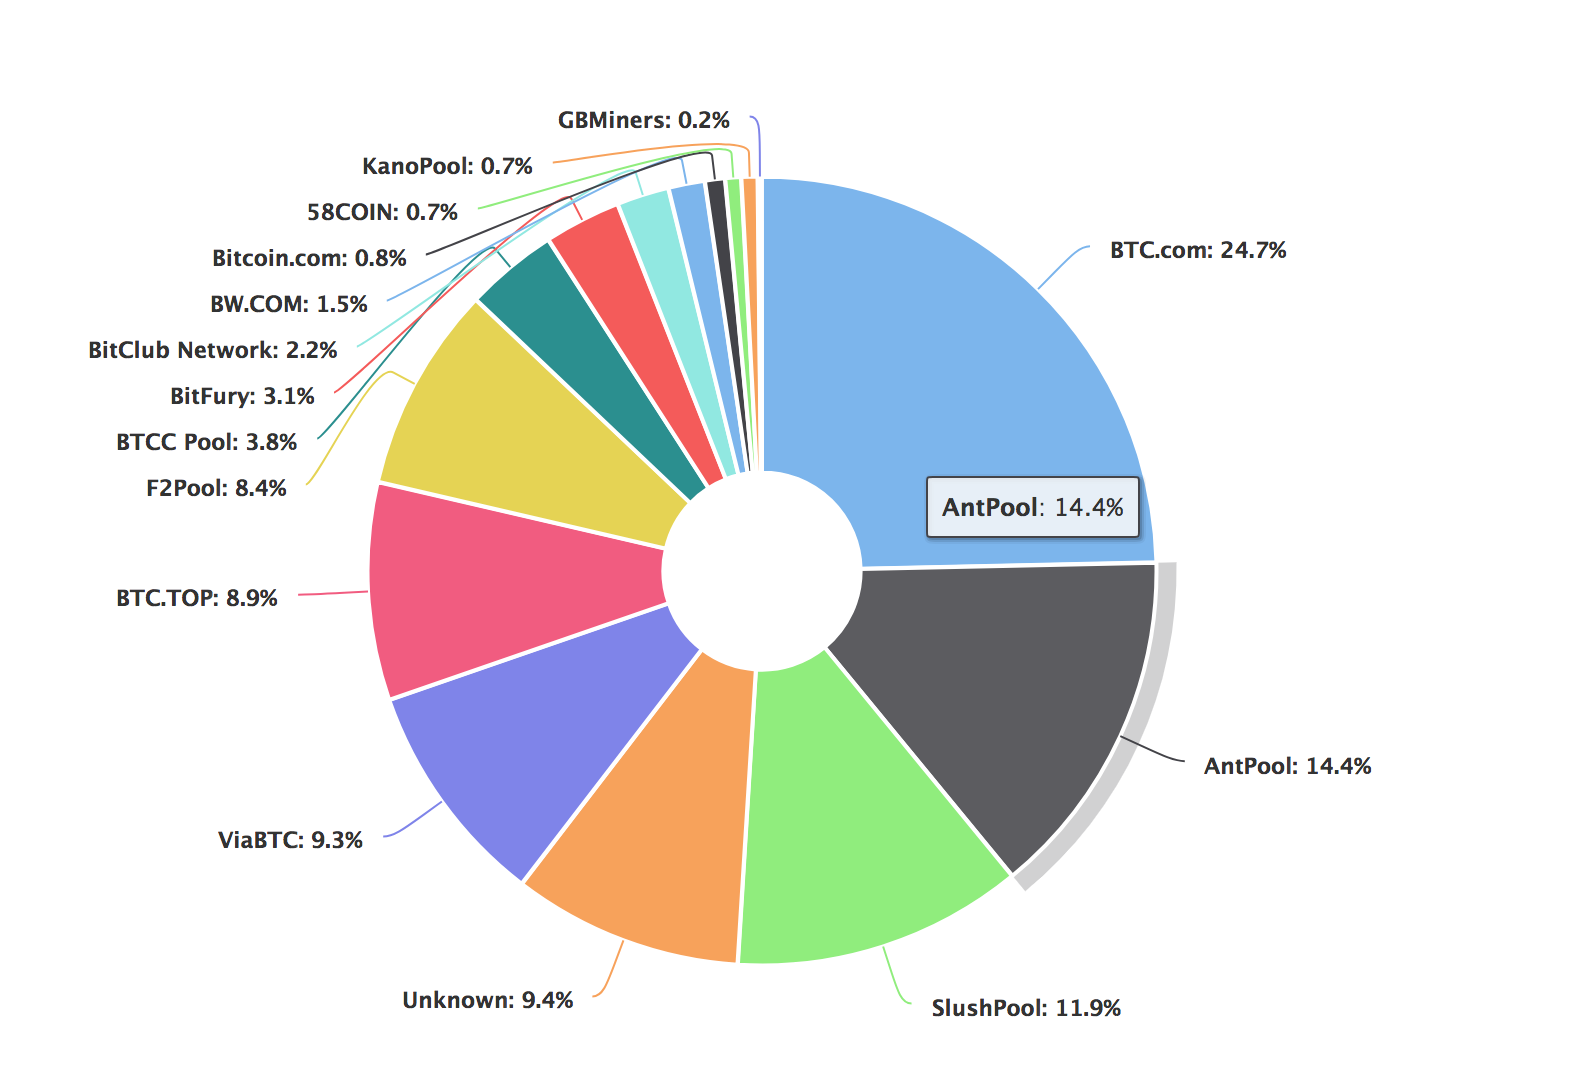 GBMiners: 0.2%
KanoPool: 0.7%
58COIN: 0.7%
Bitcoin.com: 0.8%
BW.COM: 1.5%
BitClub Network: 2.2%
BitFury: 3.1%
BTCC Pool: 3.8%
F2Pool: 8.4%
BTC.TOP: 8.9%
ViaBTC: 9.3%
Unknown: 9.4%
SlushPool: 11.9%
AntPool: 14.4%
AntPool: 14.4%
BTC.com: 24.7%